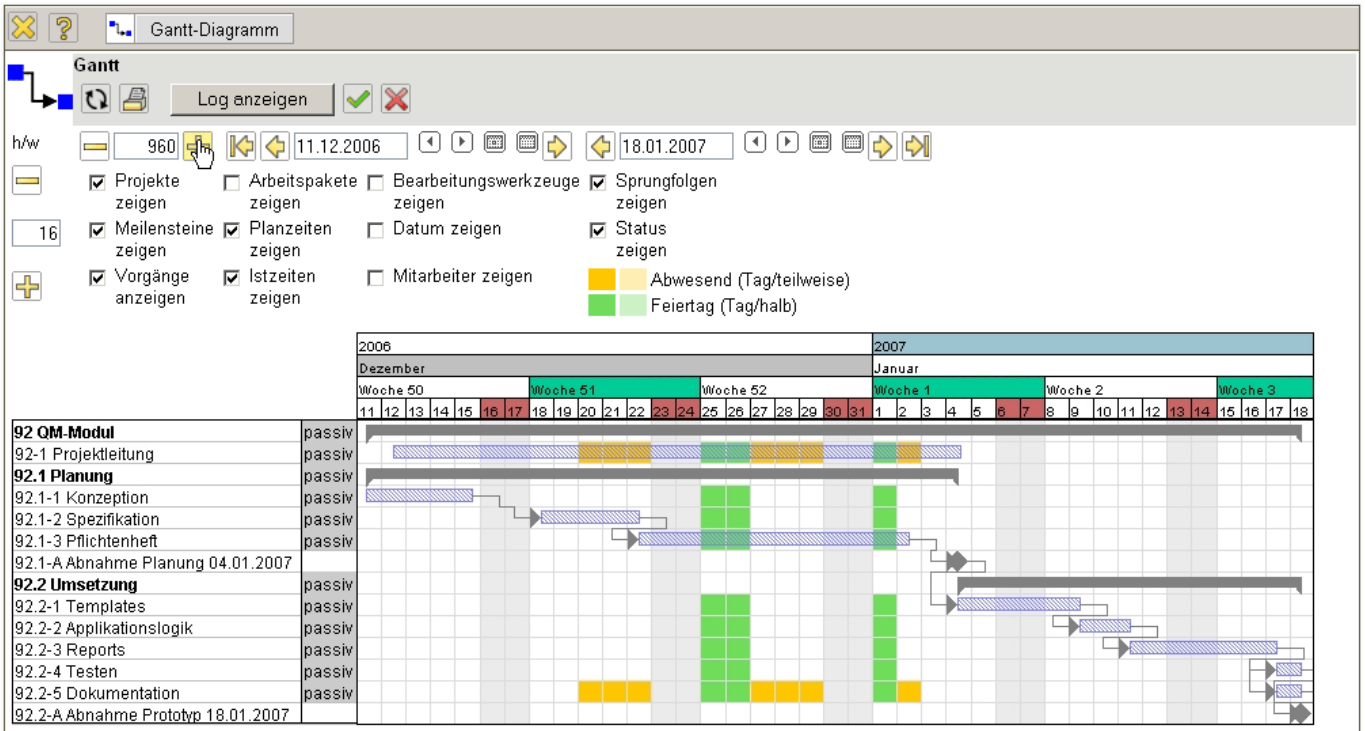 Gantt-Diagramm
Gantt
Log anzeigen
h/w
960
11.12.2006
18.01.2007
Projekte zeigen
Arbeitspakete zeigen
Bearbeitungswerkzeuge zeigen
Sprungfolgen zeigen
16
Meilensteine zeigen
Planzeiten zeigen
Datum zeigen
Status zeigen
Vorgänge anzeigen
Istzeiten zeigen
Mitarbeiter zeigen
Abwesend (Tag/teilweise)
Feiertag (Tag/halb)
2006 2007
Dezember Januar
Woche 50 Woche 51 Woche 52 Woche 1 Woche 2 Woche 3
11 12 13 14 15 16 17 18 19 20 21 22 23 24 25 26 27 28 29 30 31 1 2 3 4 5 6 7 8 9 10 11 12 13 14 15 16 17 18
92 QM-Modul passiv
92-1 Projektleitung passiv
92.1 Planung passiv
92.1-1 Konzeption passiv
92.1-2 Spezifikation passiv
92.1-3 Pflichtenheft passiv
92.1-A Abnahme Planung 04.01.2007
92.2 Umsetzung passiv
92.2-1 Templates passiv
92.2-2 Applikationslogik passiv
92.2-3 Reports passiv
92.2-4 Testen passiv
92.2-5 Dokumentation passiv
92.2-A Abnahme Prototyp 18.01.2007